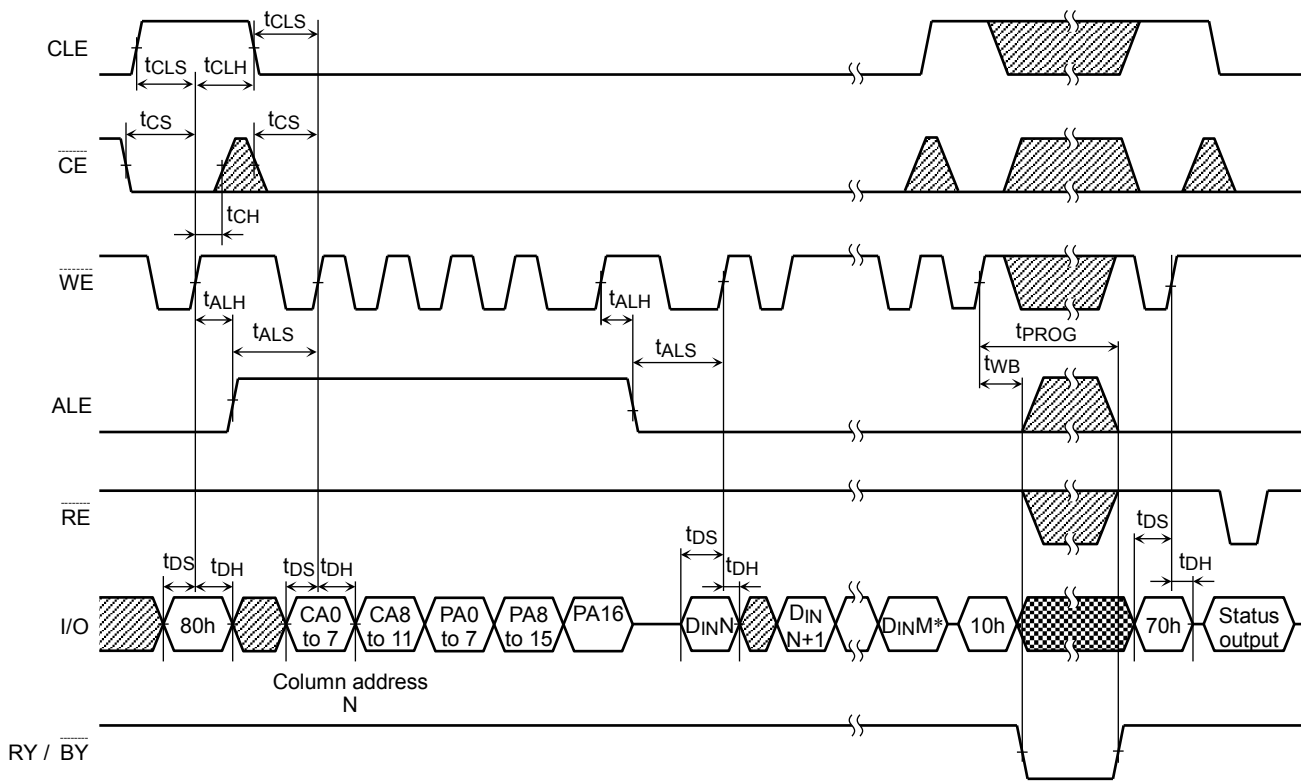 CLE
tCLS
tCLS
tCLH
CE
tCS
tCS
tCH
WE
tALH
tALS
tALH
tALS
tPROG
tWB
ALE
RE
I/O
tDS
tDH
tDS
tDH
tDS
tDH
tDS
tDH
80h
CA0 to 7
CA8 to 11
PA0 to 7
PA8 to 15
PA16
DINN
DIN N+1
DINM*
10h
70h
Status output
Column address
N
RY / BY